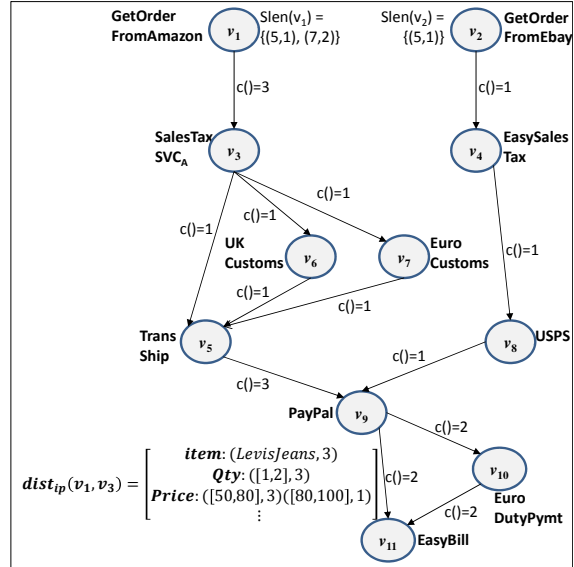 GetOrder
FromAmazon
v₁
Slen(v₁) =
{(5,1), (7,2)}
Slen(v₂) =
{(5,1)}
v₂
GetOrder
FromEbay
c()=3
c()=1
SalesTax
SVC_A
v₃
v₄
EasySales
Tax
c()=1
c()=1
c()=1
c()=1
UK
Customs
v₆
v₇
Euro
Customs
c()=1
c()=1
Trans
Ship
v₅
v₈
USPS
c()=3
c()=1
PayPal
v₉
c()=2
c()=2
dist_ip(v₁, v₃) =
item: (LevisJeans, 3)
Qty: ([1,2], 3)
Price: ([50,80], 3)([80,100], 1)
⋮
v₁₀
Euro
DutyPymt
c()=2
v₁₁
EasyBill